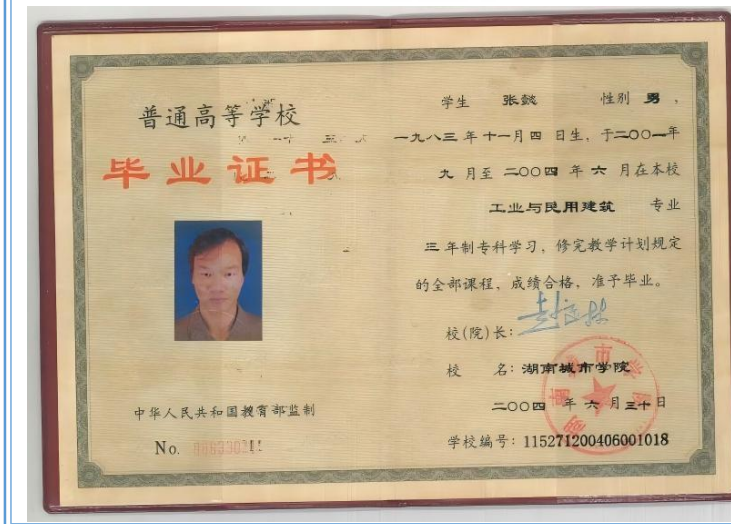 普通高等学校
毕业证书
中华人民共和国教育部监制
No.
学生 张懿 性别 男，
一九八三年十一月四日生，于二〇〇一年
九月至二〇〇四年六月在本校
工业与民用建筑 专业
三年制专科学习，修完教学计划规定
的全部课程，成绩合格，准予毕业。
校(院)长：
校 名：湖南城市学院
二〇〇四年六月三十日
学校编号：115271200406001018